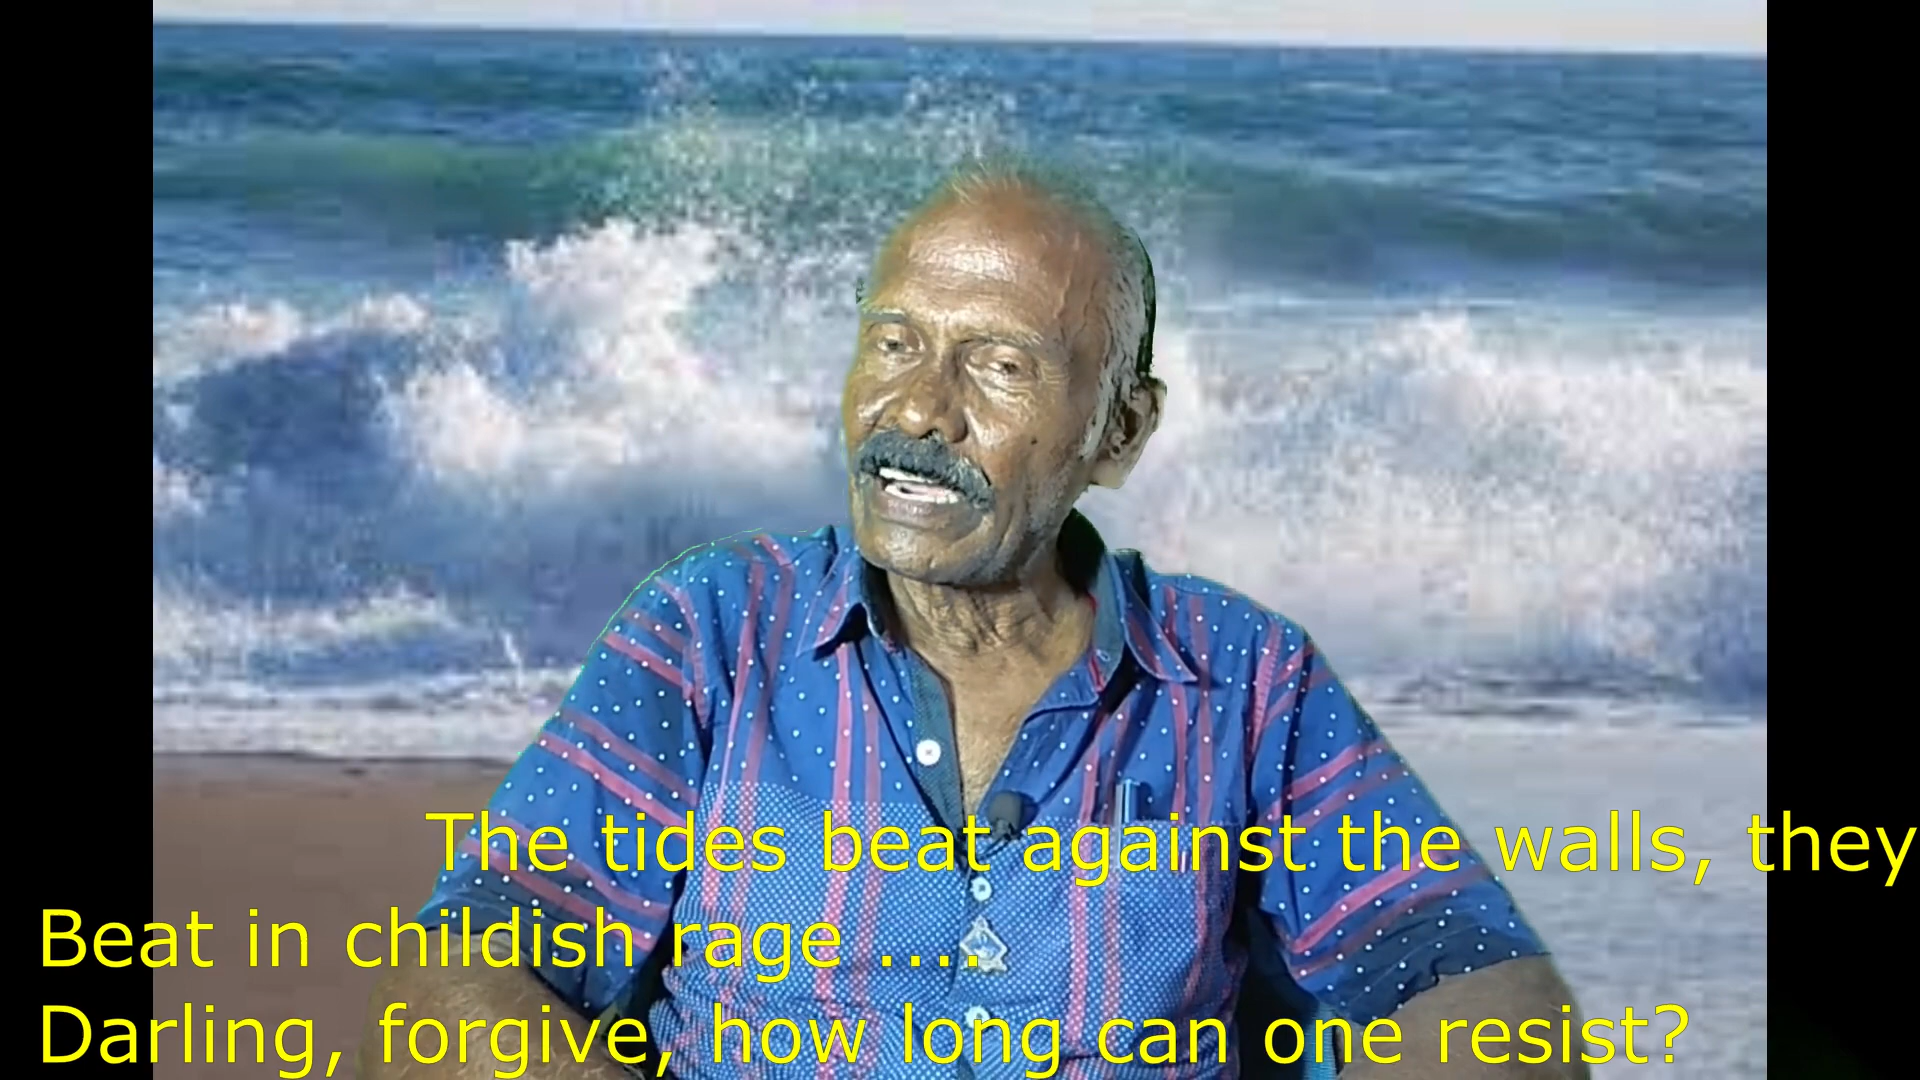 The tides beat against the walls, they
Beat in childish rage ....
Darling, forgive, how long can one resist?